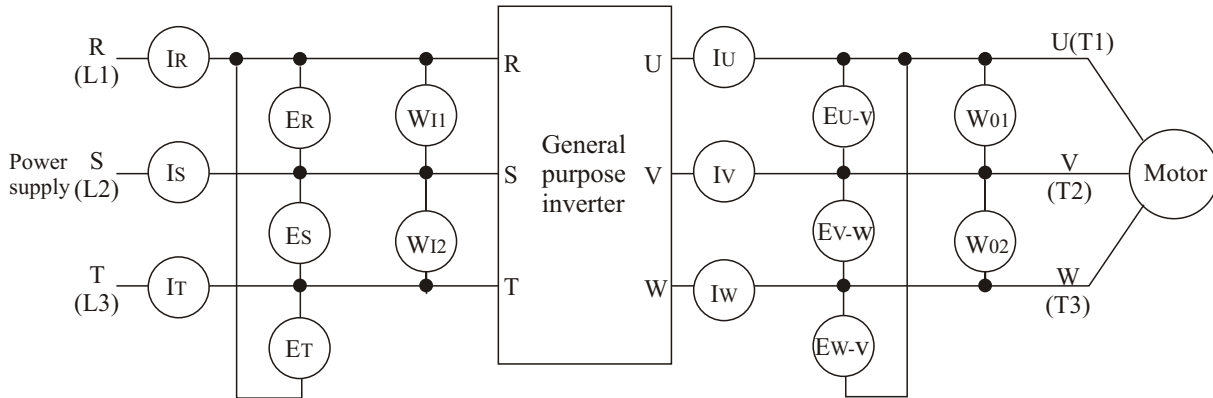 R
(L1)
IR
ER
WI1
R
U
IU
EU-V
W01
U(T1)
Power
supply
S
(L2)
IS
ES
WI2
S
General
purpose
inverter
V
IV
EV-W
W02
V
(T2)
Motor
T
(L3)
IT
ET
T
W
IW
EW-V
W
(T3)